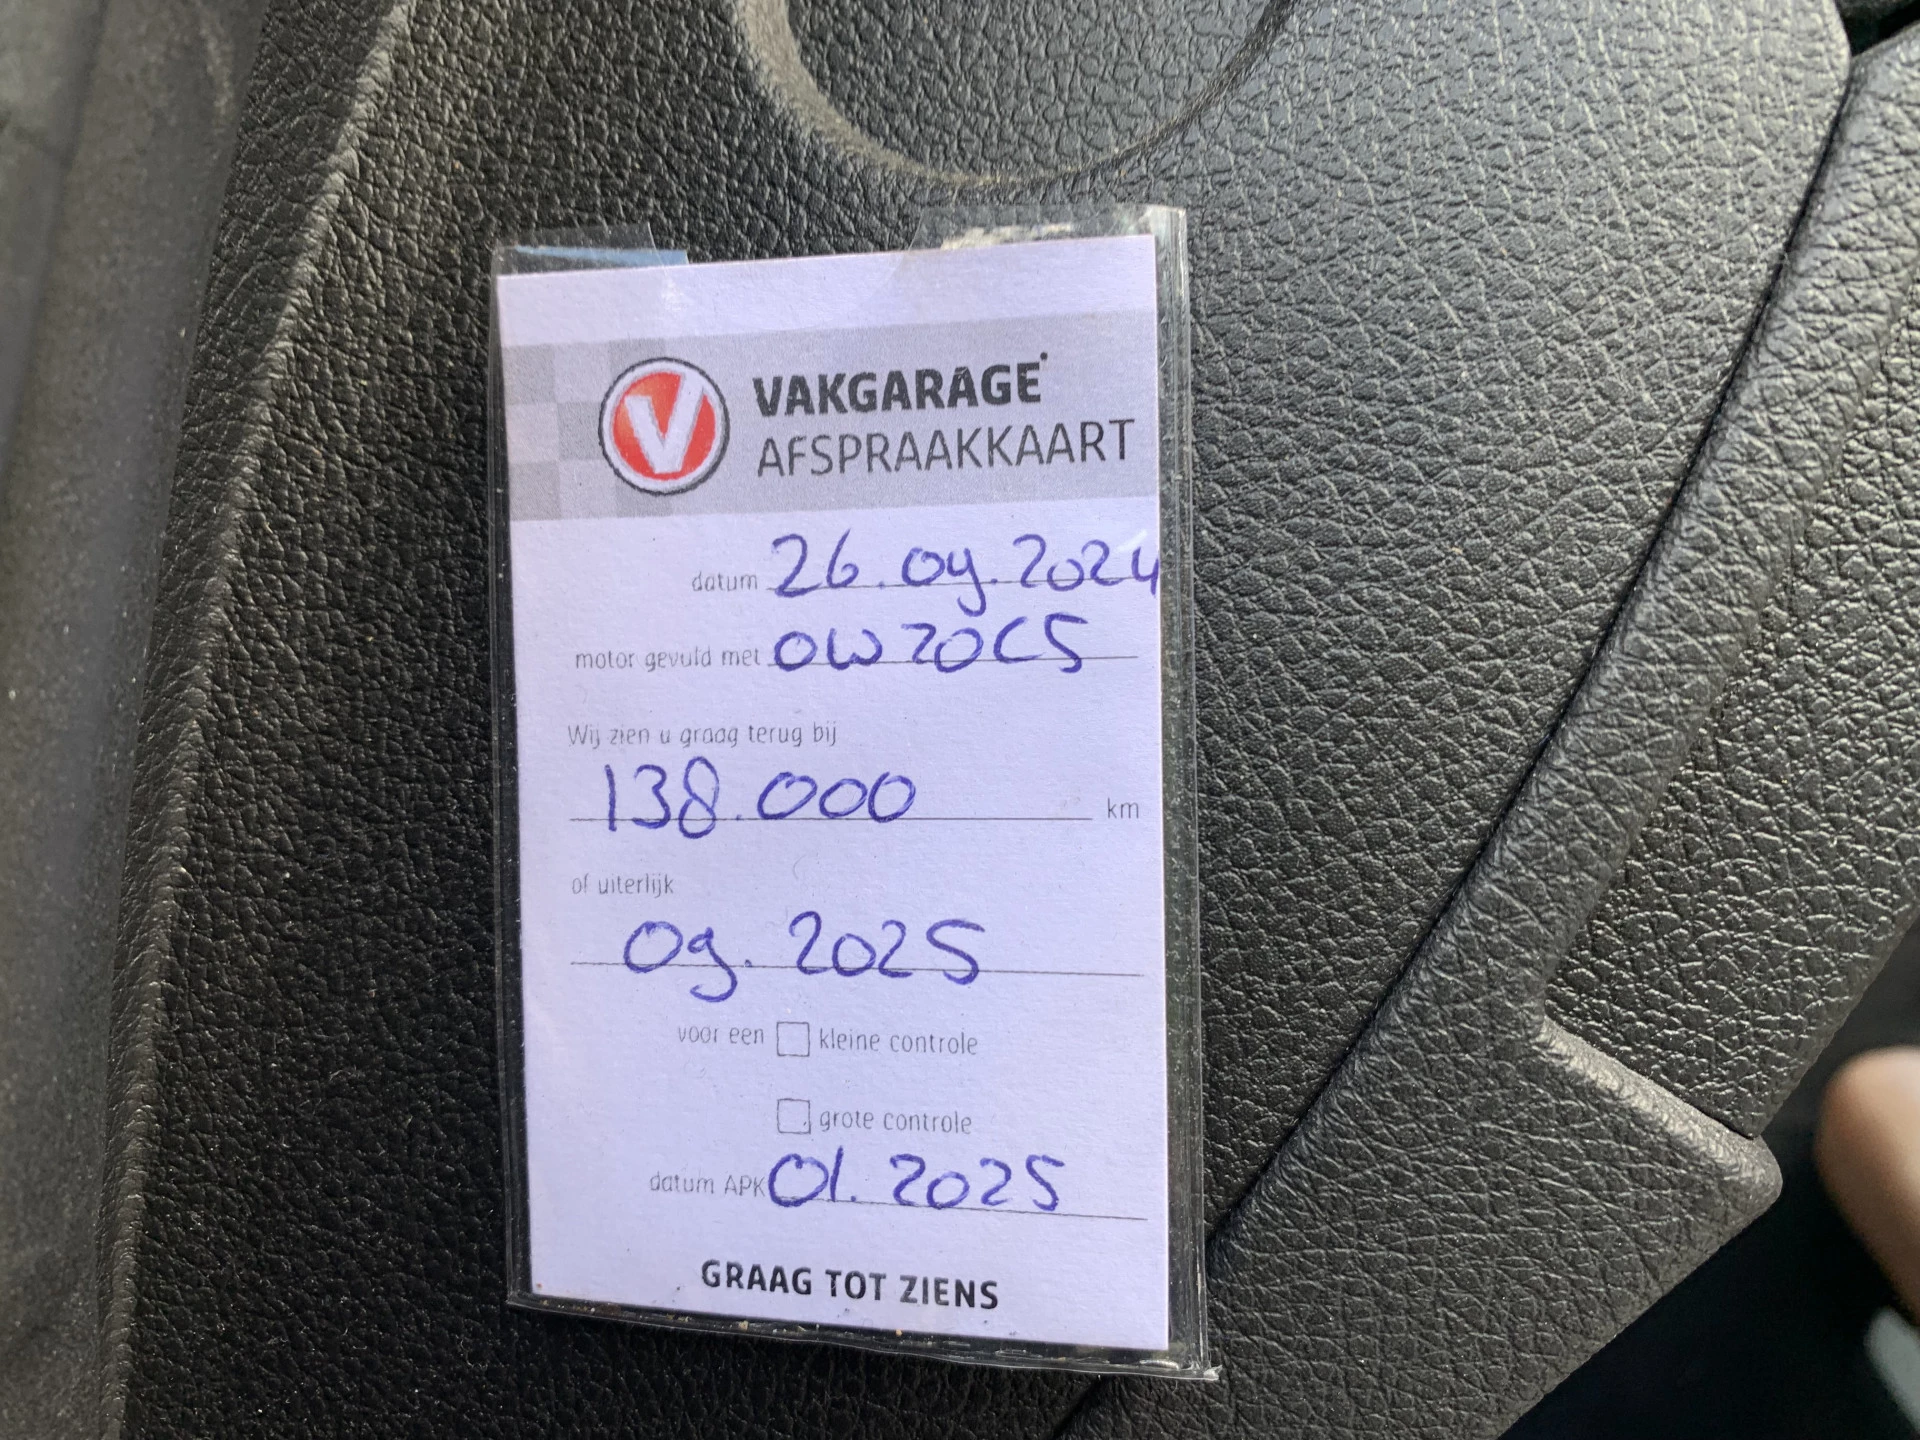 V VAKGARAGE
AFSPRAAKKAART
datum 26.09.2024
motor gevuld met 0W20C5
Wij zien u graag terug bij
138.000 km
of uiterlijk
09.2025
voor een kleine controle
grote controle
datum APK 01.2025
GRAAG TOT ZIENS